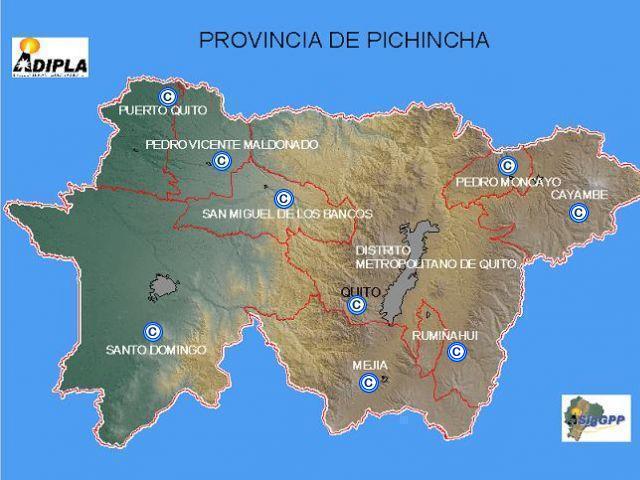 PROVINCIA DE PICHINCHA
ADIPLA
PUERTO QUITO
PEDRO VICENTE MALDONADO
SAN MIGUEL DE LOS BANCOS
PEDRO MONCAYO
CAYAMBE
DISTRITO
METROPOLITANO DE QUITO.
QUITO
SANTO DOMINGO
RUMIÑAHUI
MEJIA
C
C
C
C
C
C
C
C
C